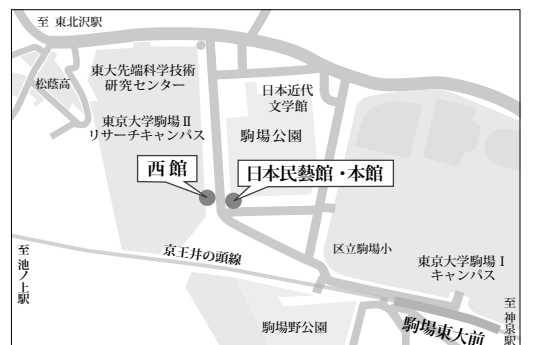 至 東北沢駅
松蔭高
東大先端科学技術
研究センター
東京大学駒場Ⅱ
リサーチキャンパス
日本近代
文学館
駒場公園
西館
日本民藝館・本館
京王井の頭線
至池ノ上駅
区立駒場小
東京大学駒場Ⅰ
キャンパス
駒場野公園
駒場東大前
至神泉駅